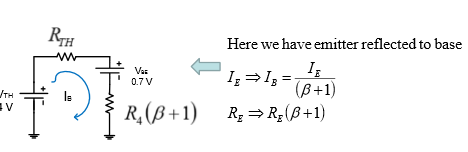 R_TH
Here we have emitter reflected to base
V_BE
0.7 V
I_E ⇒ I_B = I_E / (β+1)
V_TH
4 V
I_B
R_4(β+1)
R_E ⇒ R_E(β+1)